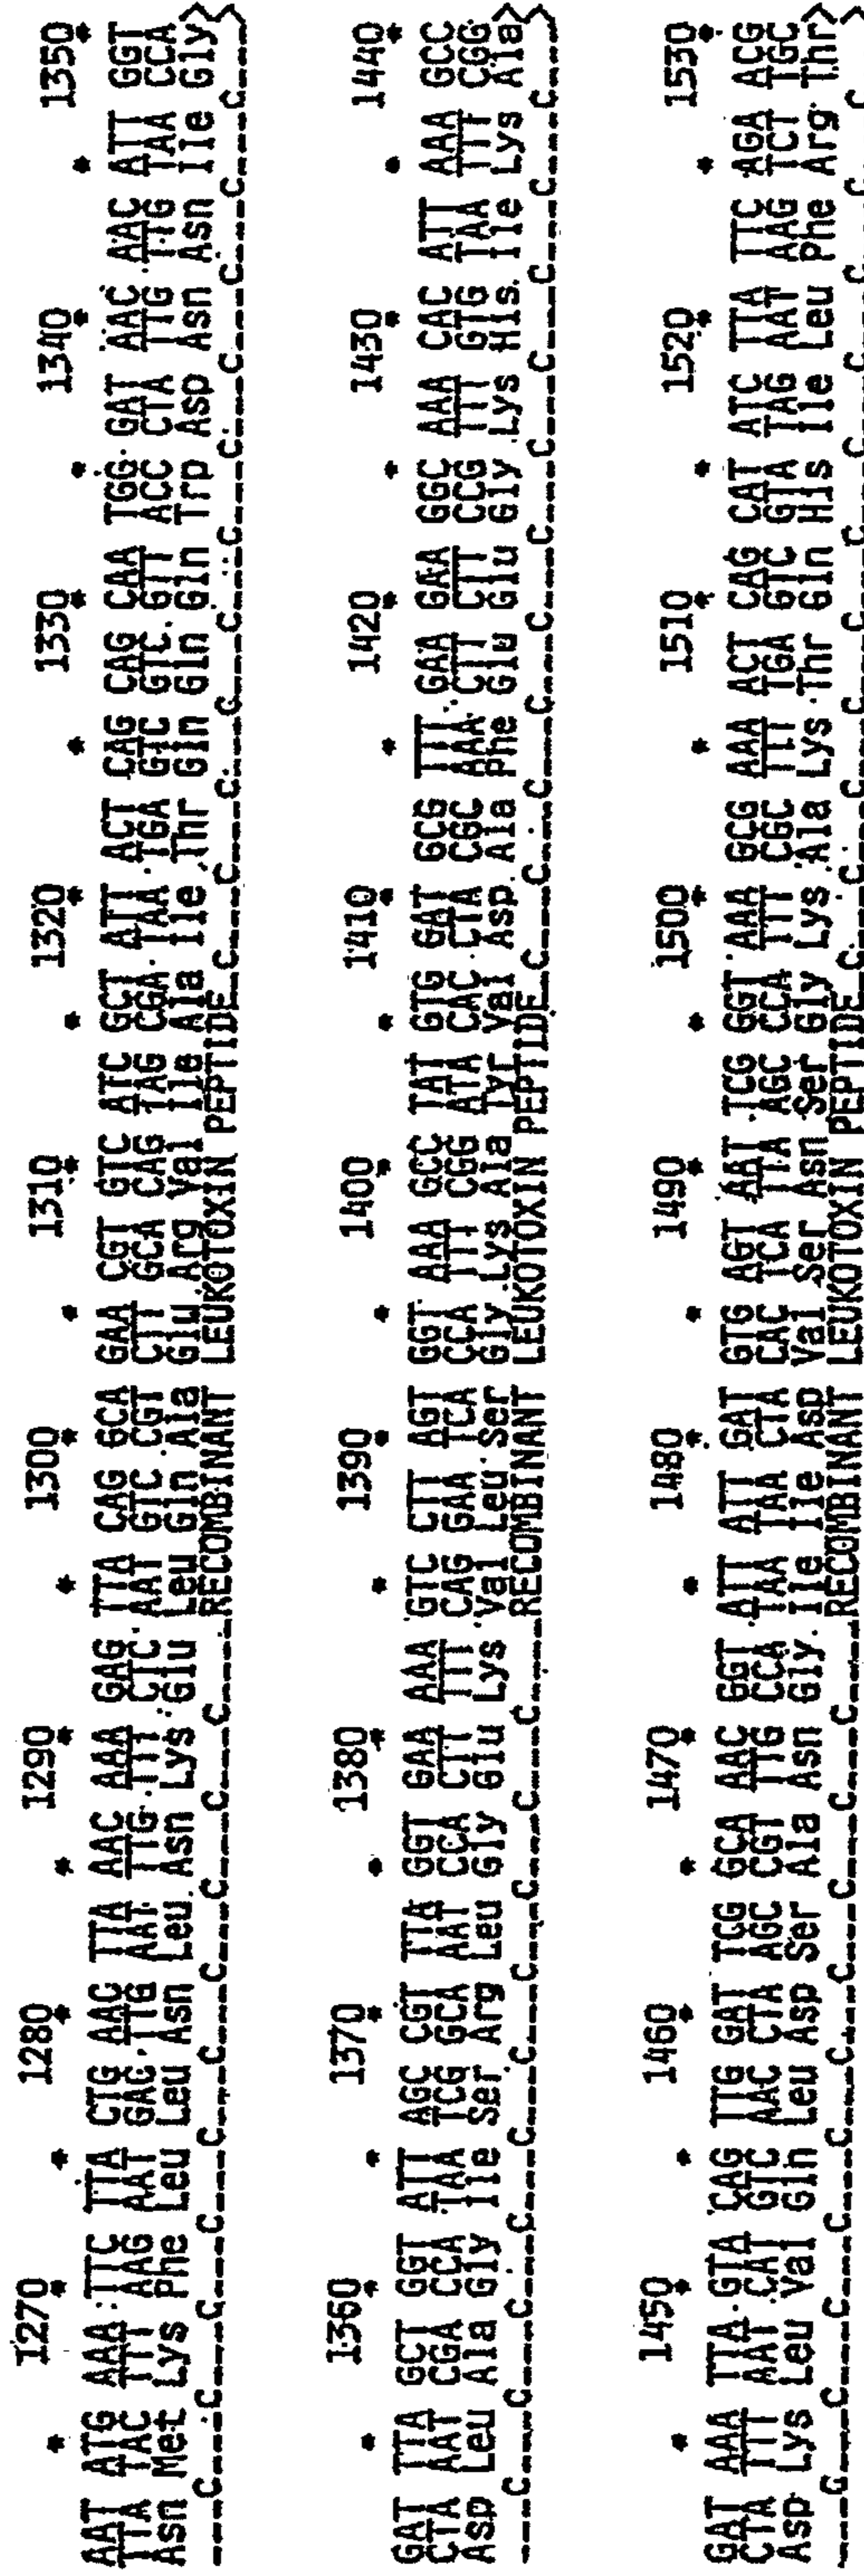 1270 1280 1290 1300 1310 1320 1330 1340 1350
* * * * * * * * * * * * * * * * * *
AAT ATG AAA TTC TTA CTG AAC TTA AAC AAA GAG TTA CAG GCA GAA CGT GTC ATC GCT ATT ACT CAG CAG CAA TGG GAT AAC AAC ATT GGT
TTA TAC TTT AAG AAT GAC TTG AAT TTG TTT CTC AAT GTC CGT CTT GCA CAG TAG CGA TAA TGA GTC GTC GTT ACC CTA TTG TTG TAA CCA
Asn Met Lys Phe Leu Leu Asn Leu Asn Lys Glu Leu Gln Ala Glu Arg Val Ile Ala Ile Thr Gln Gln Gln Trp Asp Asn Asn Ile Gly>
___C____C____C____C____C____C____C____C____C____RECOMBINANT LEUKOTOXIN PEPTIDE_C____C____C____C____C____C____C____C____C____C____>
1360 1370 1380 1390 1400 1410 1420 1430 1440
* * * * * * * * * * * * * * * * * *
GAT TTA GCT GGT ATT AGC CGT TTA GGT GAA AAA GTC CTT AGT GGT AAA GCC TAT GTG GAT GCG TTT GAA GAA GGC AAA CAC ATT AAA GCC
CTA AAT CGA CCA TAA TCG GCA AAT CCA CTT TTT CAG GAA TCA CCA TTT CGG ATA CAC CTA CGC AAA CTT CTT CCG TTT GTG TAA TTT CGG
Asp Leu Ala Gly Ile Ser Arg Leu Gly Glu Lys Val Leu Ser Gly Lys Ala Tyr Val Asp Ala Phe Glu Glu Gly Lys His Ile Lys Ala>
___C____C____C____C____C____C____C____C____C____RECOMBINANT LEUKOTOXIN PEPTIDE_C____C____C____C____C____C____C____C____C____C____>
1450 1460 1470 1480 1490 1500 1510 1520 1530
* * * * * * * * * * * * * * * * * *
GAT AAA TTA GTA CAG TTG GAT TCG GCA AAC GGT ATT ATT GAT GTG AGT AAT TCG GGT AAA GCG AAA ACT CAG CAT ATC TTA TTC AGA ACG
CTA TTT AAT CAT GTC AAC CTA AGC CGT TTG CCA TAA TAA CTA CAC TCA TTA AGC CCA TTT CGC TTT TGA GTC GTA TAG AAT AAG TCT TGC
Asp Lys Leu Val Gln Leu Asp Ser Ala Asn Gly Ile Ile Asp Val Ser Asn Ser Gly Lys Ala Lys Thr Gln His Ile Leu Phe Arg Thr>
___C____C____C____C____C____C____C____C____C____RECOMBINANT LEUKOTOXIN PEPTIDE_C____C____C____C____C____C____C____C____C____C____>